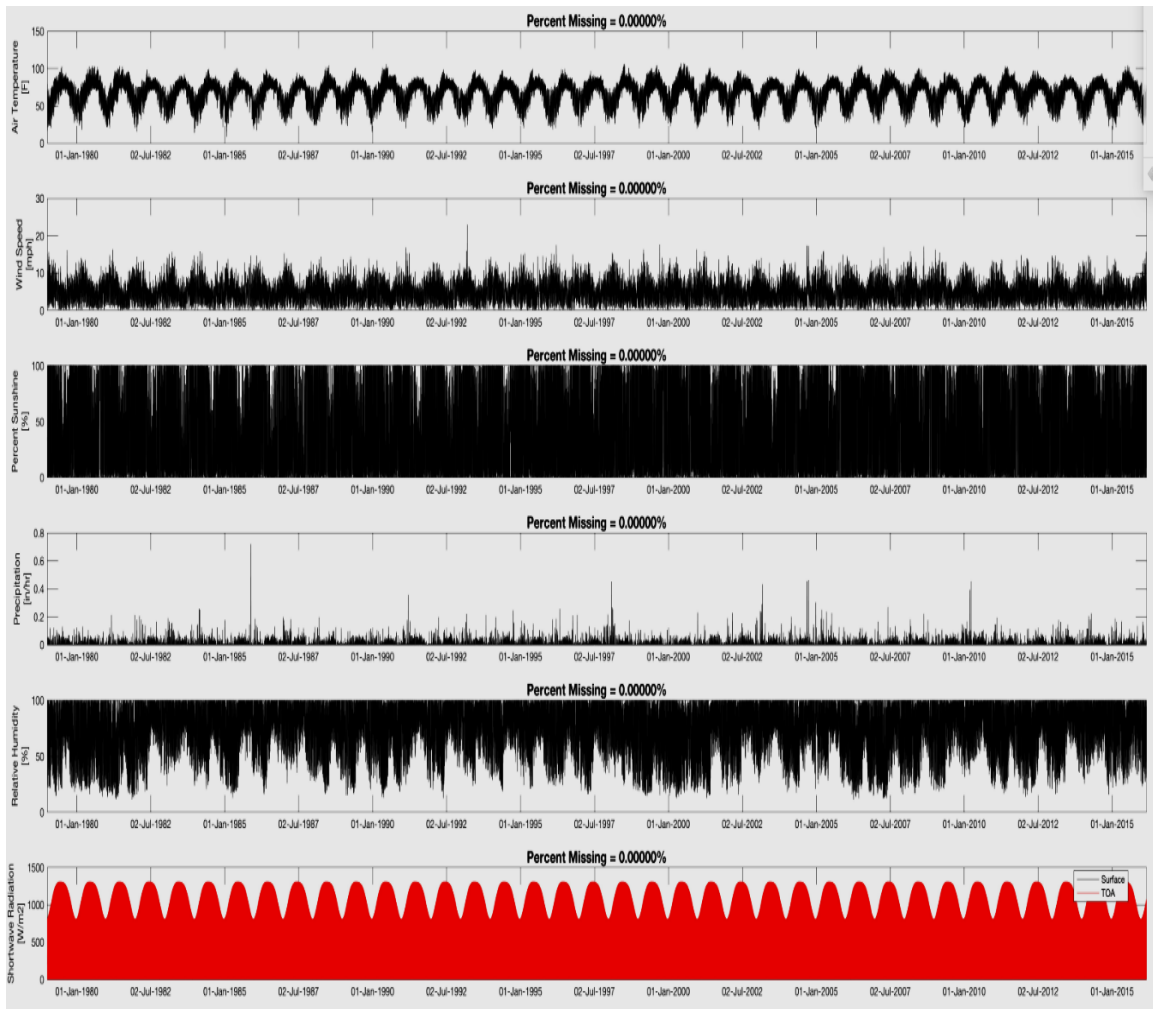 Percent Missing = 0.00000%
Air Temperature
[F]
150
100
50
0
01-Jan-1980 02-Jul-1982 01-Jan-1985 02-Jul-1987 01-Jan-1990 02-Jul-1992 01-Jan-1995 02-Jul-1997 01-Jan-2000 02-Jul-2002 01-Jan-2005 02-Jul-2007 01-Jan-2010 02-Jul-2012 01-Jan-2015
Percent Missing = 0.00000%
Wind Speed
[mph]
30
20
10
0
01-Jan-1980 02-Jul-1982 01-Jan-1985 02-Jul-1987 01-Jan-1990 02-Jul-1992 01-Jan-1995 02-Jul-1997 01-Jan-2000 02-Jul-2002 01-Jan-2005 02-Jul-2007 01-Jan-2010 02-Jul-2012 01-Jan-2015
Percent Missing = 0.00000%
Percent Sunshine
[%]
100
50
0
01-Jan-1980 02-Jul-1982 01-Jan-1985 02-Jul-1987 01-Jan-1990 02-Jul-1992 01-Jan-1995 02-Jul-1997 01-Jan-2000 02-Jul-2002 01-Jan-2005 02-Jul-2007 01-Jan-2010 02-Jul-2012 01-Jan-2015
Percent Missing = 0.00000%
Precipitation
[in/hr]
0.8
0.6
0.4
0.2
0
01-Jan-1980 02-Jul-1982 01-Jan-1985 02-Jul-1987 01-Jan-1990 02-Jul-1992 01-Jan-1995 02-Jul-1997 01-Jan-2000 02-Jul-2002 01-Jan-2005 02-Jul-2007 01-Jan-2010 02-Jul-2012 01-Jan-2015
Percent Missing = 0.00000%
Relative Humidity
[%]
100
50
0
01-Jan-1980 02-Jul-1982 01-Jan-1985 02-Jul-1987 01-Jan-1990 02-Jul-1992 01-Jan-1995 02-Jul-1997 01-Jan-2000 02-Jul-2002 01-Jan-2005 02-Jul-2007 01-Jan-2010 02-Jul-2012 01-Jan-2015
Percent Missing = 0.00000%
Shortwave Radiation
[W/m2]
1500
1000
500
0
Surface
TOA
01-Jan-1980 02-Jul-1982 01-Jan-1985 02-Jul-1987 01-Jan-1990 02-Jul-1992 01-Jan-1995 02-Jul-1997 01-Jan-2000 02-Jul-2002 01-Jan-2005 02-Jul-2007 01-Jan-2010 02-Jul-2012 01-Jan-2015